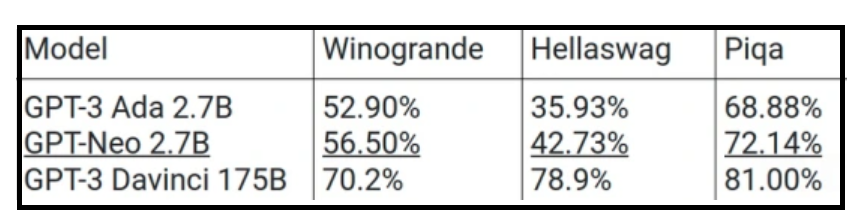 Model Winogrande Hellaswag Piqa
GPT-3 Ada 2.7B 52.90% 35.93% 68.88%
GPT-Neo 2.7B 56.50% 42.73% 72.14%
GPT-3 Davinci 175B 70.2% 78.9% 81.00%